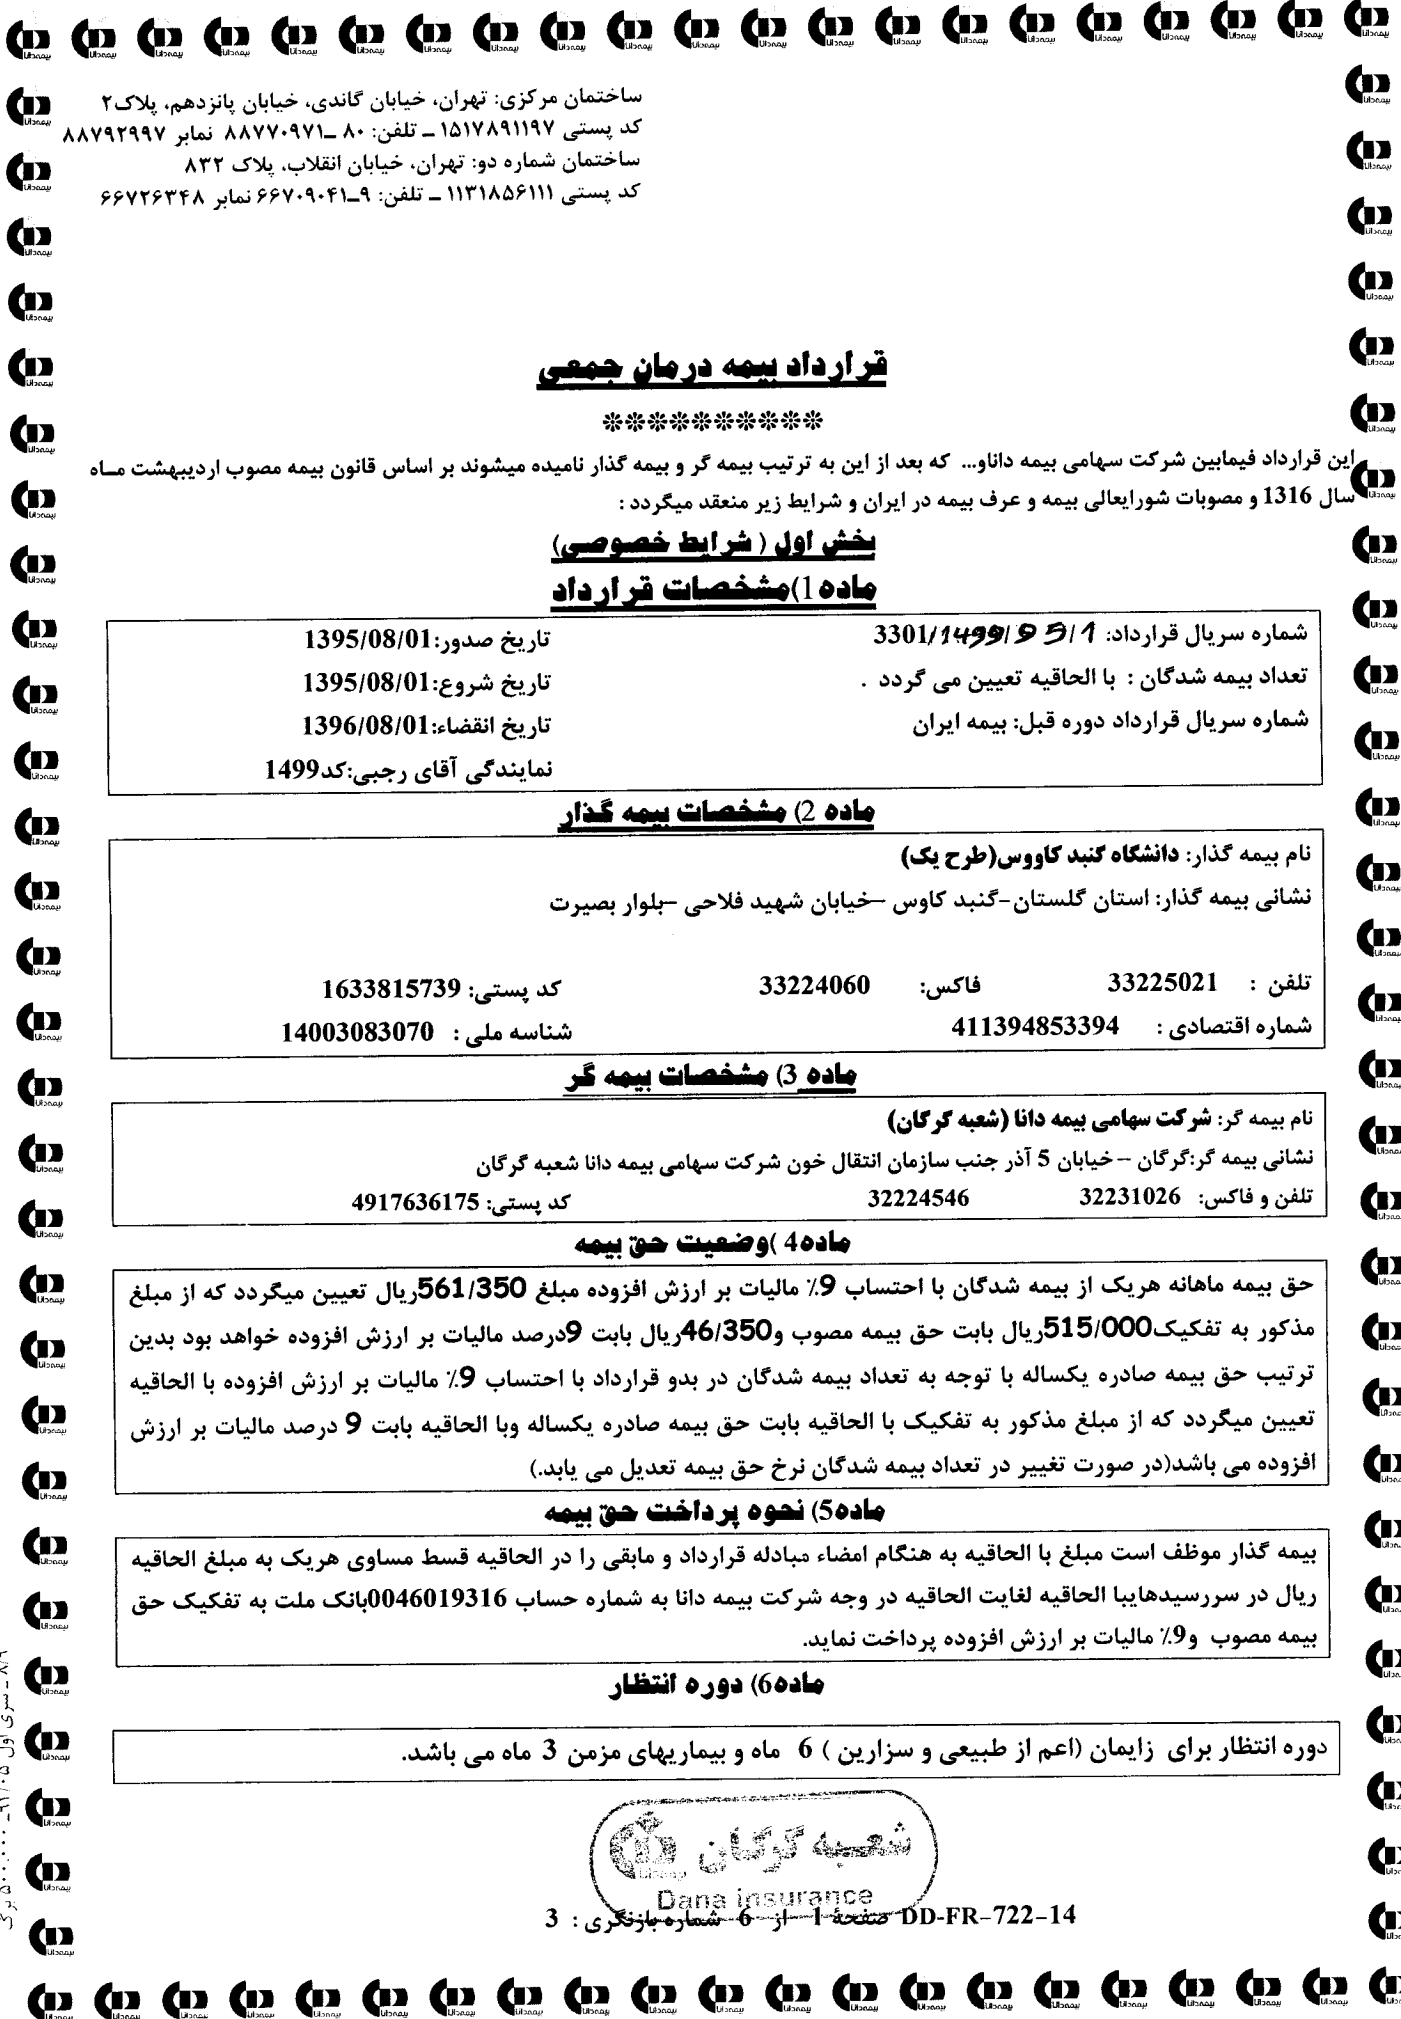 ساختمان مرکزی: تهران، خیابان گاندی، خیابان پانزدهم، پلاک۲
کد پستی ۱۵۱۷۸۹۱۱۹۷ ـ تلفن: ۸۰ ـ۸۸۷۷۰۹۷۱ نمابر ۸۸۷۹۲۹۹۷
ساختمان شماره دو: تهران، خیابان انقلاب، پلاک ۸۳۲
کد پستی ۱۱۳۱۸۵۶۱۱۱ ـ تلفن: ۹ـ۶۶۷۰۹۰۴۱ نمابر ۶۶۷۲۶۳۴۸
قرارداد بیمه درمان جمعی
**********
این قرارداد فیمابین شرکت سهامی بیمه داناو... که بعد از این به ترتیب بیمه گر و بیمه گذار نامیده میشوند بر اساس قانون بیمه مصوب اردیبهشت مــاه
سال 1316 و مصوبات شورایعالی بیمه و عرف بیمه در ایران و شرایط زیر منعقد میگردد :
بخش اول ( شرایط خصوصی)
ماده 1)مشخصات قرارداد
شماره سریال قرارداد: 3301/1499/95/1
تاریخ صدور:1395/08/01
تعداد بیمه شدگان : با الحاقیه تعیین می گردد .
تاریخ شروع:1395/08/01
شماره سریال قرارداد دوره قبل: بیمه ایران
تاریخ انقضاء:1396/08/01
نمایندگی آقای رجبی:کد1499
ماده 2) مشخصات بیمه گذار
نام بیمه گذار: دانشگاه گنبد کاووس(طرح یک)
نشانی بیمه گذار: استان گلستان-گنبد کاوس –خیابان شهید فلاحی –بلوار بصیرت
تلفن : 33225021 فاکس: 33224060 کد پستی: 1633815739
شماره اقتصادی : 411394853394 شناسه ملی : 14003083070
ماده 3) مشخصات بیمه گر
نام بیمه گر: شرکت سهامی بیمه دانا (شعبه گرگان)
نشانی بیمه گر:گرگان – خیابان 5 آذر جنب سازمان انتقال خون شرکت سهامی بیمه دانا شعبه گرگان
تلفن و فاکس: 32231026 32224546 کد پستی: 4917636175
ماده4 )وضعیت حق بیمه
حق بیمه ماهانه هریک از بیمه شدگان با احتساب 9٪ مالیات بر ارزش افزوده مبلغ 561/350ریال تعیین میگردد که از مبلغ
مذکور به تفکیک515/000ریال بابت حق بیمه مصوب و46/350ریال بابت 9درصد مالیات بر ارزش افزوده خواهد بود بدین
ترتیب حق بیمه صادره یکساله با توجه به تعداد بیمه شدگان در بدو قرارداد با احتساب 9٪ مالیات بر ارزش افزوده با الحاقیه
تعیین میگردد که از مبلغ مذکور به تفکیک با الحاقیه بابت حق بیمه صادره یکساله وبا الحاقیه بابت 9 درصد مالیات بر ارزش
افزوده می باشد(در صورت تغییر در تعداد بیمه شدگان نرخ حق بیمه تعدیل می یابد.)
ماده5) نحوه پرداخت حق بیمه
بیمه گذار موظف است مبلغ با الحاقیه به هنگام امضاء مبادله قرارداد و مابقی را در الحاقیه قسط مساوی هریک به مبلغ الحاقیه
ریال در سررسیدهایبا الحاقیه لغایت الحاقیه در وجه شرکت بیمه دانا به شماره حساب 0046019316بانک ملت به تفکیک حق
بیمه مصوب و9٪ مالیات بر ارزش افزوده پرداخت نماید.
ماده6) دوره انتظار
دوره انتظار برای زایمان (اعم از طبیعی و سزارین ) 6 ماه و بیماریهای مزمن 3 ماه می باشد.
شعبه گرگان
Dana insurance
DD-FR-722-14 صفحه 1 از 6 شماره بازنگری : 3